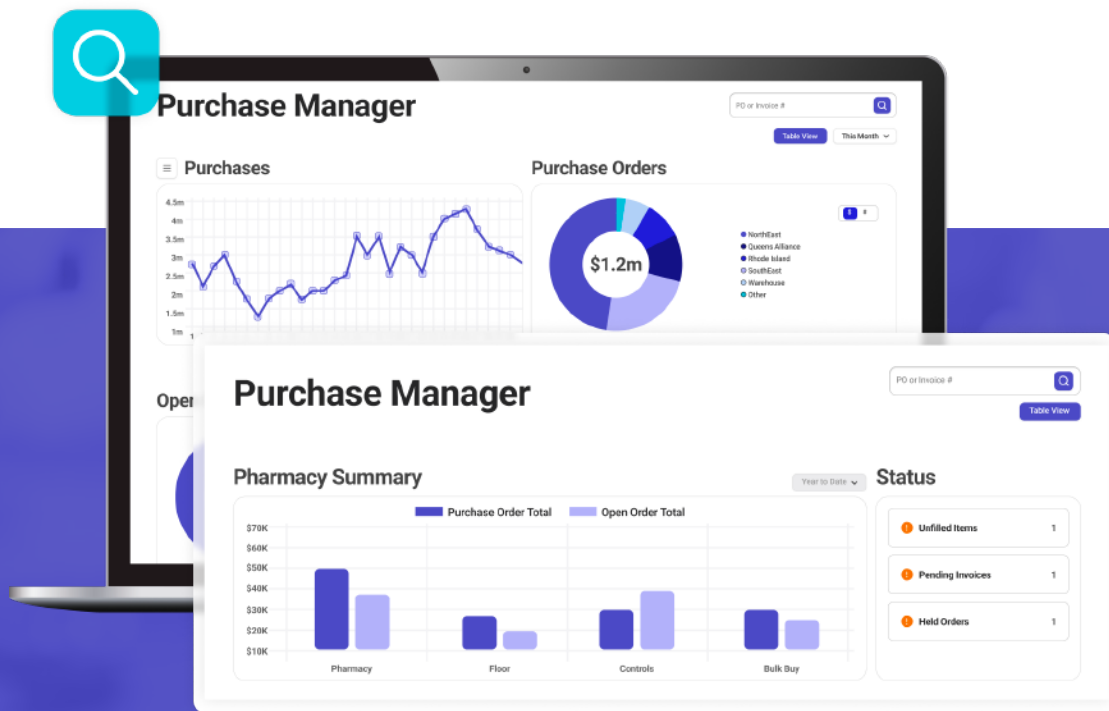 Purchase Manager
PO or Invoice #
Table View
This Month
Purchases
4.5m
4m
3.5m
3m
2.5m
2m
1.5m
1m
Purchase Orders
$1.2m
NorthEast
Queens Alliance
Rhode Island
SouthEast
Warehouse
Other
Purchase Manager
PO or Invoice #
Table View
Pharmacy Summary
Year to Date
Purchase Order Total
Open Order Total
$70K
$60K
$50K
$40K
$30K
$20K
$10K
Pharmacy
Floor
Controls
Bulk Buy
Status
Unfilled Items 1
Pending Invoices 1
Held Orders 1